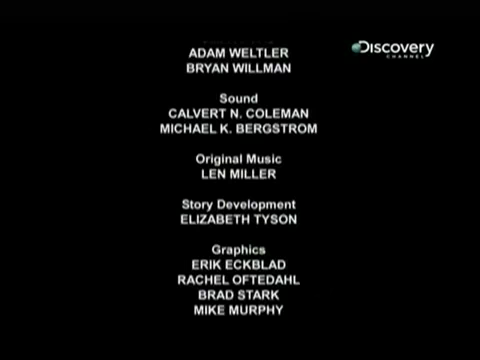 ADAM WELTLER
BRYAN WILLMAN
Discovery
CHANNEL
Sound
CALVERT N. COLEMAN
MICHAEL K. BERGSTROM
Original Music
LEN MILLER
Story Development
ELIZABETH TYSON
Graphics
ERIK ECKBLAD
RACHEL OFTEDAHL
BRAD STARK
MIKE MURPHY